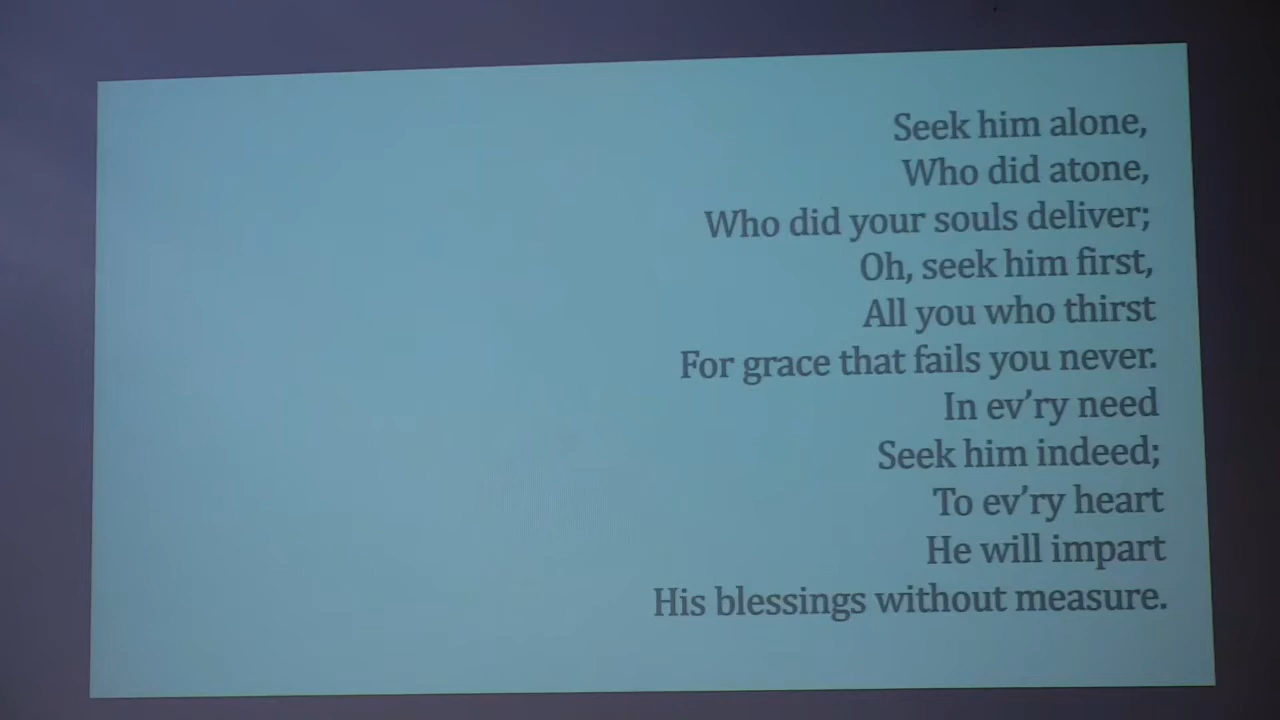 Seek him alone,
Who did atone,
Who did your souls deliver;
Oh, seek him first,
All you who thirst
For grace that fails you never.
In ev’ry need
Seek him indeed;
To ev’ry heart
He will impart
His blessings without measure.